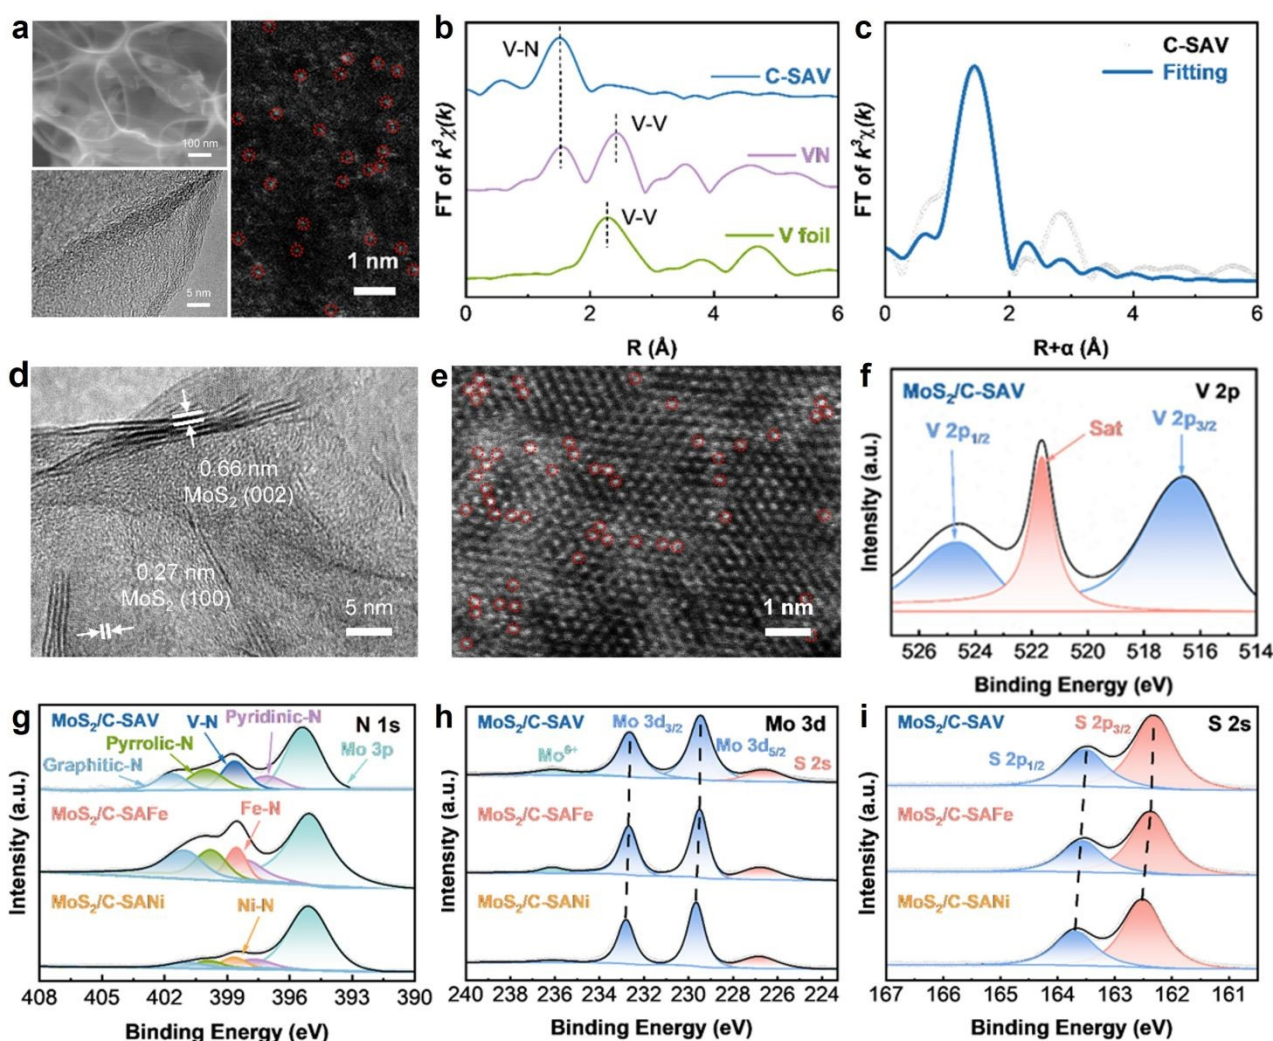 a
100 nm
5 nm
1 nm
b
V-N
C-SAV
V-V
VN
V-V
V foil
FT of k³χ(k)
0 2 4 6
R (Å)
c
C-SAV
Fitting
FT of k³χ(k)
0 2 4 6
R+α (Å)
d
0.66 nm
MoS₂ (002)
0.27 nm
MoS₂ (100)
5 nm
e
1 nm
f
MoS₂/C-SAV
V 2p
V 2p₁/₂
Sat
V 2p₃/₂
Intensity (a.u.)
526 524 522 520 518 516 514
Binding Energy (eV)
g
MoS₂/C-SAV
V-N
Pyridinic-N
N 1s
Pyrrolic-N
Mo 3p
Graphitic-N
MoS₂/C-SAFe
Fe-N
MoS₂/C-SANi
Ni-N
Intensity (a.u.)
408 405 402 399 396 393 390
Binding Energy (eV)
h
MoS₂/C-SAV
Mo 3d₃/₂
Mo 3d
Mo⁶⁺
Mo 3d₅/₂
S 2s
MoS₂/C-SAFe
MoS₂/C-SANi
Intensity (a.u.)
240 238 236 234 232 230 228 226 224
Binding Energy (eV)
i
MoS₂/C-SAV
S 2p₃/₂
S 2s
S 2p₁/₂
MoS₂/C-SAFe
MoS₂/C-SANi
Intensity (a.u.)
167 166 165 164 163 162 161
Binding Energy (eV)